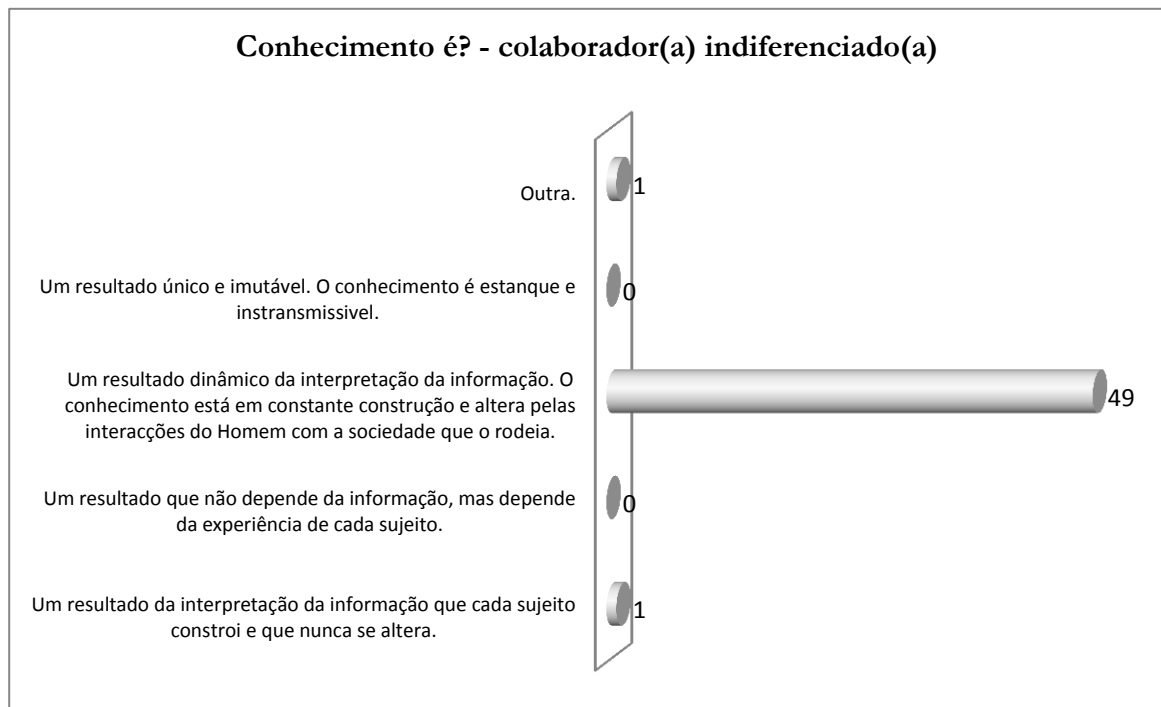 Conhecimento é? - colaborador(a) indiferenciado(a)
Outra.
1
Um resultado único e imutável. O conhecimento é estanque e
instransmissivel.
0
Um resultado dinâmico da interpretação da informação. O
conhecimento está em constante construção e altera pelas
interacções do Homem com a sociedade que o rodeia.
49
Um resultado que não depende da informação, mas depende
da experiência de cada sujeito.
0
Um resultado da interpretação da informação que cada sujeito
constroi e que nunca se altera.
1